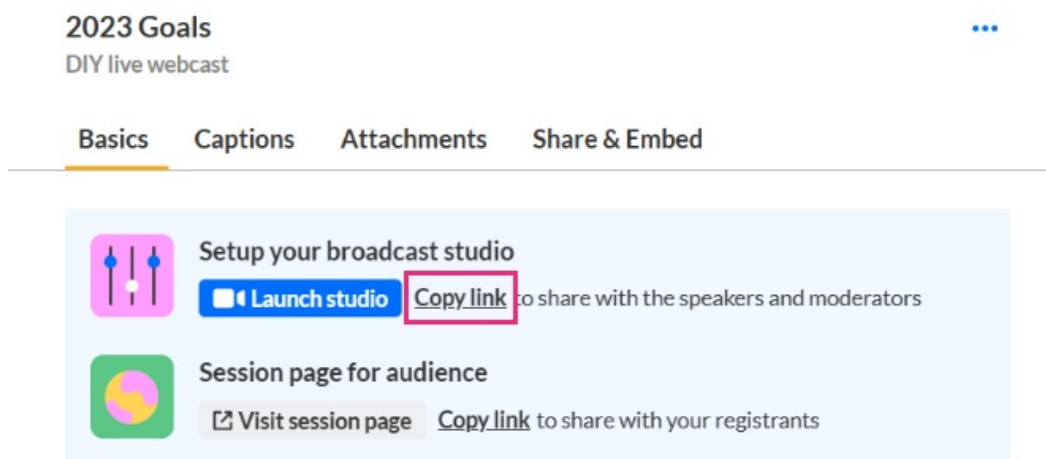 2023 Goals
DIY live webcast
Basics Captions Attachments Share & Embed
Setup your broadcast studio
Launch studio Copy link to share with the speakers and moderators
Session page for audience
Visit session page Copy link to share with your registrants